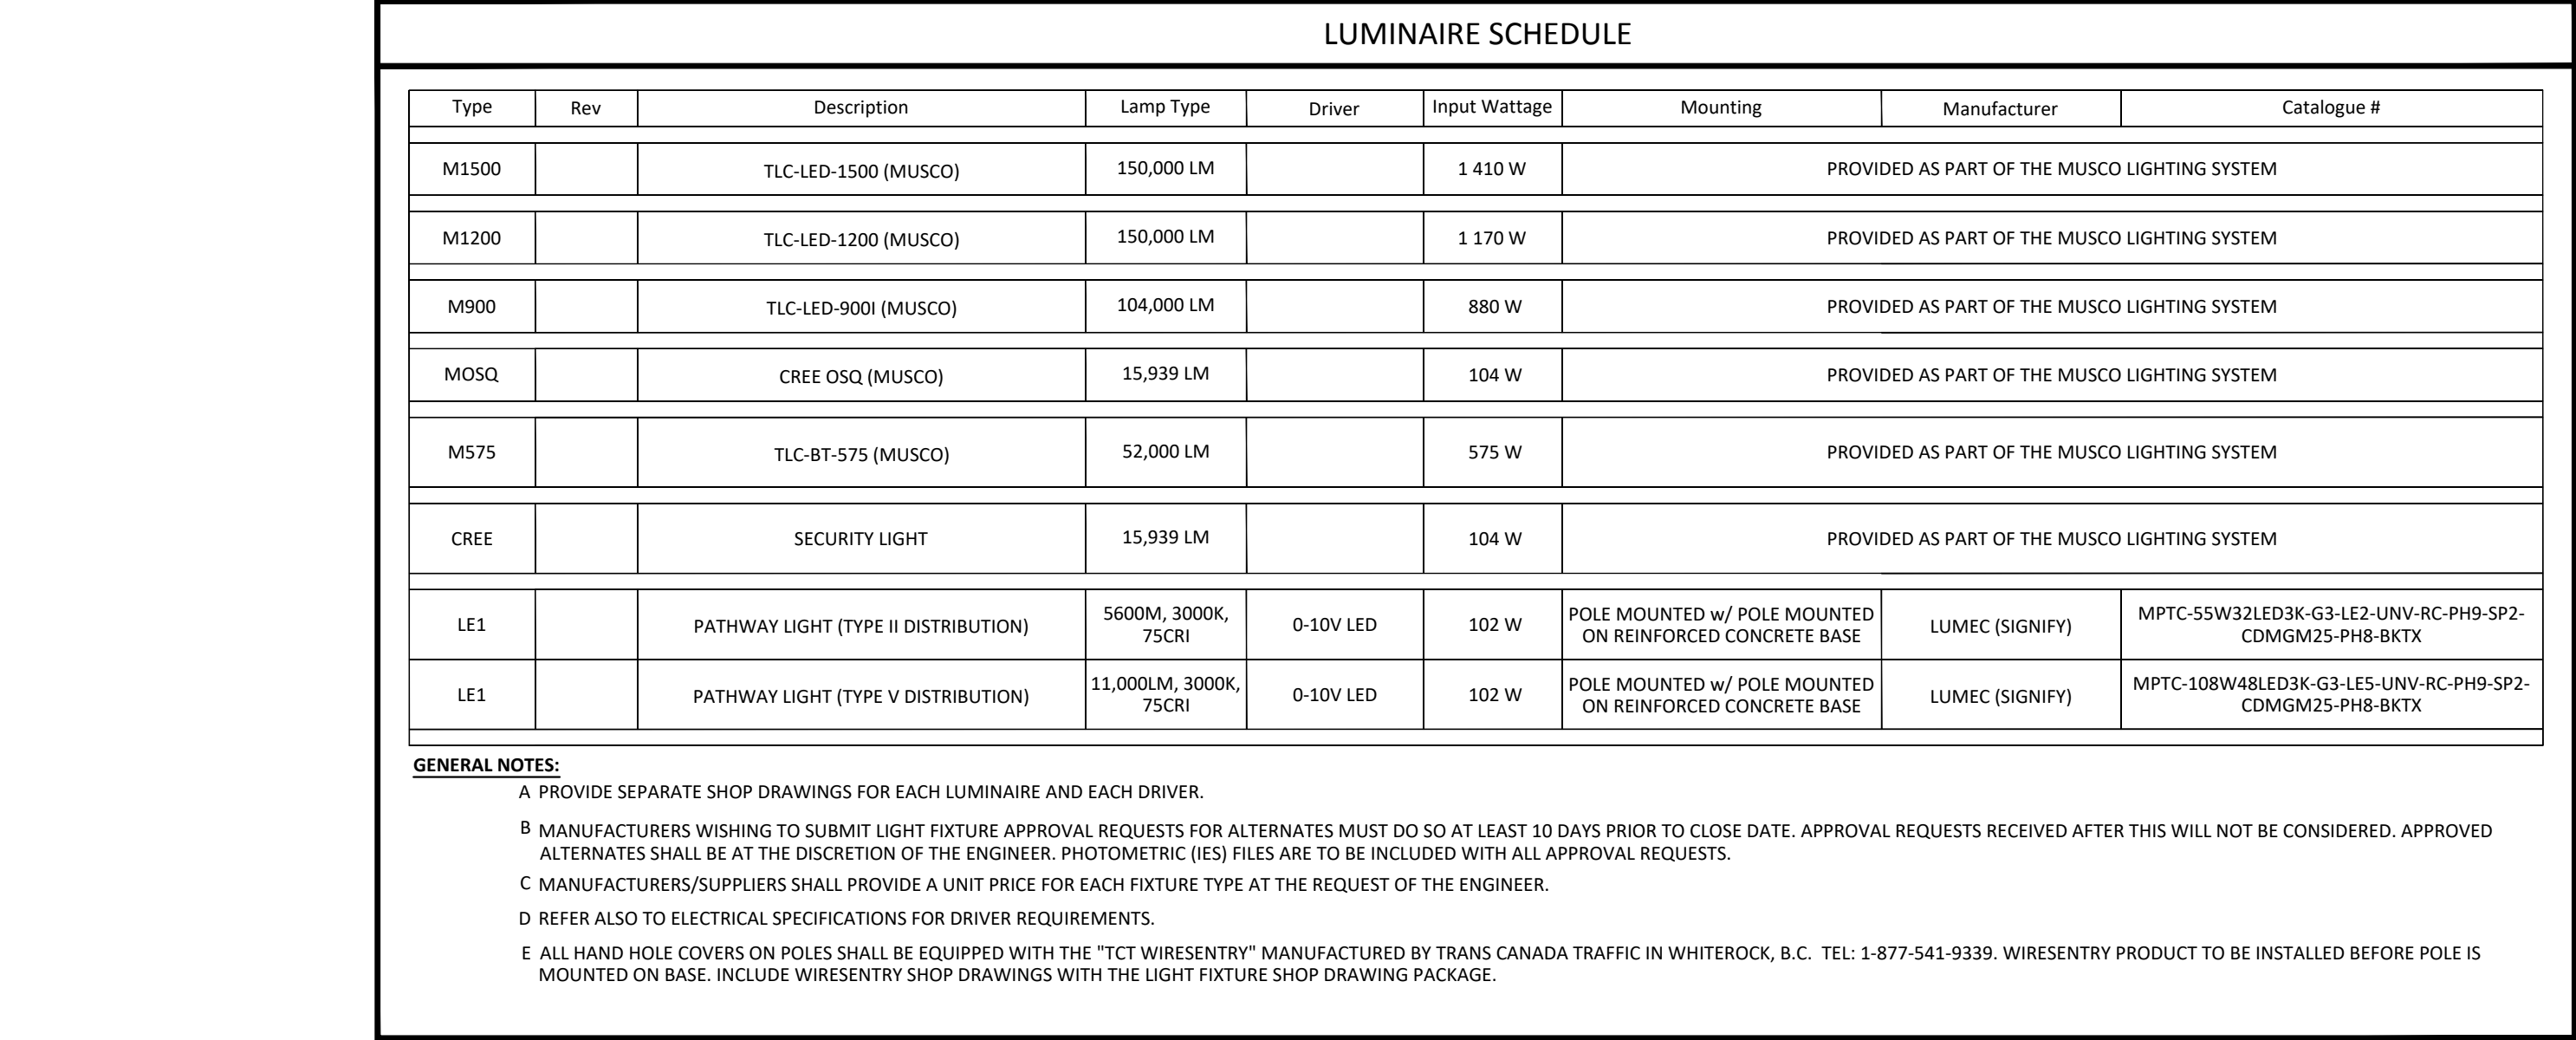 LUMINAIRE SCHEDULE
Type Rev Description Lamp Type Driver Input Wattage Mounting Manufacturer Catalogue #
M1500 TLC-LED-1500 (MUSCO) 150,000 LM 1 410 W PROVIDED AS PART OF THE MUSCO LIGHTING SYSTEM
M1200 TLC-LED-1200 (MUSCO) 150,000 LM 1 170 W PROVIDED AS PART OF THE MUSCO LIGHTING SYSTEM
M900 TLC-LED-900I (MUSCO) 104,000 LM 880 W PROVIDED AS PART OF THE MUSCO LIGHTING SYSTEM
MOSQ CREE OSQ (MUSCO) 15,939 LM 104 W PROVIDED AS PART OF THE MUSCO LIGHTING SYSTEM
M575 TLC-BT-575 (MUSCO) 52,000 LM 575 W PROVIDED AS PART OF THE MUSCO LIGHTING SYSTEM
CREE SECURITY LIGHT 15,939 LM 104 W PROVIDED AS PART OF THE MUSCO LIGHTING SYSTEM
LE1 PATHWAY LIGHT (TYPE II DISTRIBUTION) 5600M, 3000K, 0-10V LED 102 W POLE MOUNTED w/ POLE MOUNTED LUMEC (SIGNIFY) MPTC-55W32LED3K-G3-LE2-UNV-RC-PH9-SP2-
75CRI ON REINFORCED CONCRETE BASE CDMGM25-PH8-BKTX
LE1 PATHWAY LIGHT (TYPE V DISTRIBUTION) 11,000LM, 3000K, 0-10V LED 102 W POLE MOUNTED w/ POLE MOUNTED LUMEC (SIGNIFY) MPTC-108W48LED3K-G3-LE5-UNV-RC-PH9-SP2-
75CRI ON REINFORCED CONCRETE BASE CDMGM25-PH8-BKTX
GENERAL NOTES:
A PROVIDE SEPARATE SHOP DRAWINGS FOR EACH LUMINAIRE AND EACH DRIVER.
B MANUFACTURERS WISHING TO SUBMIT LIGHT FIXTURE APPROVAL REQUESTS FOR ALTERNATES MUST DO SO AT LEAST 10 DAYS PRIOR TO CLOSE DATE. APPROVAL REQUESTS RECEIVED AFTER THIS WILL NOT BE CONSIDERED. APPROVED
ALTERNATES SHALL BE AT THE DISCRETION OF THE ENGINEER. PHOTOMETRIC (IES) FILES ARE TO BE INCLUDED WITH ALL APPROVAL REQUESTS.
C MANUFACTURERS/SUPPLIERS SHALL PROVIDE A UNIT PRICE FOR EACH FIXTURE TYPE AT THE REQUEST OF THE ENGINEER.
D REFER ALSO TO ELECTRICAL SPECIFICATIONS FOR DRIVER REQUIREMENTS.
E ALL HAND HOLE COVERS ON POLES SHALL BE EQUIPPED WITH THE "TCT WIRESENTRY" MANUFACTURED BY TRANS CANADA TRAFFIC IN WHITEROCK, B.C. TEL: 1-877-541-9339. WIRESENTRY PRODUCT TO BE INSTALLED BEFORE POLE IS
MOUNTED ON BASE. INCLUDE WIRESENTRY SHOP DRAWINGS WITH THE LIGHT FIXTURE SHOP DRAWING PACKAGE.